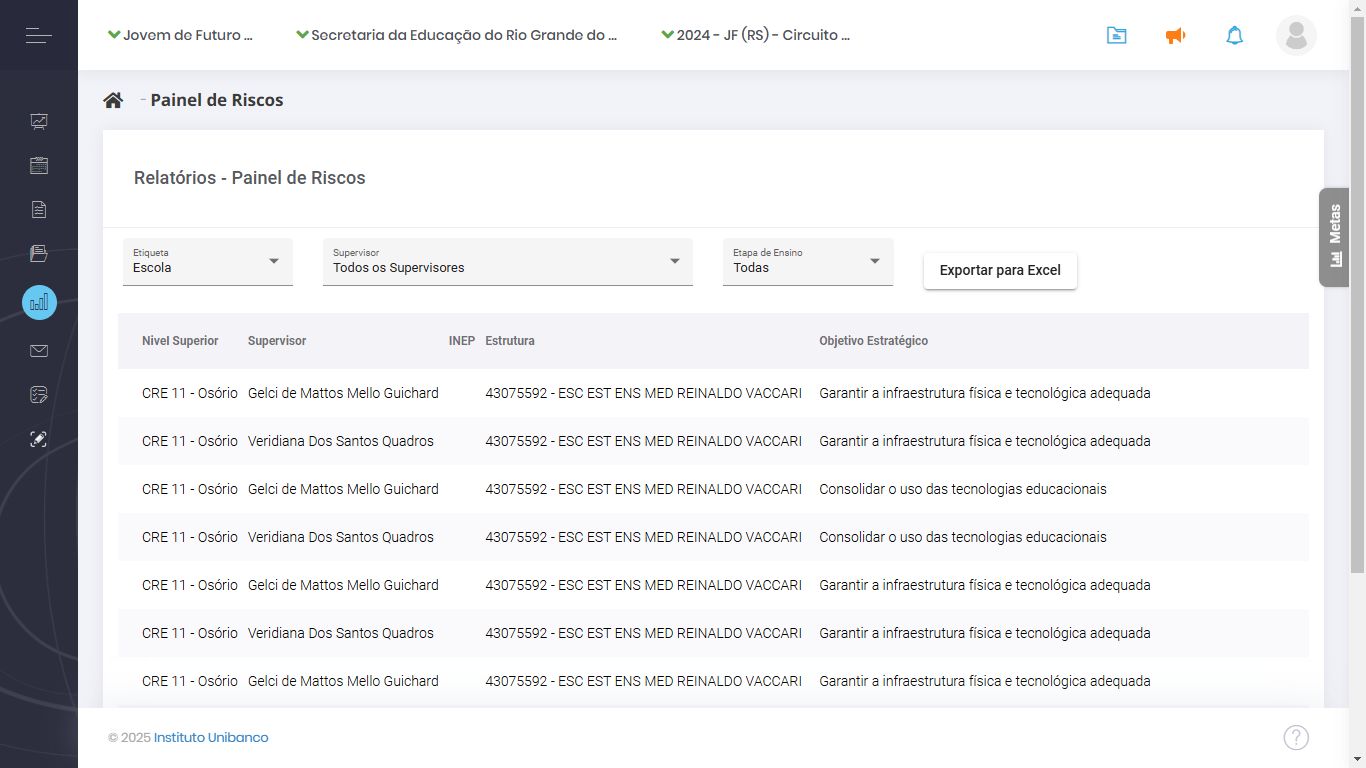 Jovem de Futuro ... Secretaria da Educação do Rio Grande do ... 2024 - JF (RS) - Circuito ...
- Painel de Riscos
Relatórios - Painel de Riscos
Metas
Etiqueta Supervisor Etapa de Ensino
Escola Todos os Supervisores Todas Exportar para Excel
Nivel Superior Supervisor INEP Estrutura Objetivo Estratégico
CRE 11 - Osório Gelci de Mattos Mello Guichard 43075592 - ESC EST ENS MED REINALDO VACCARI Garantir a infraestrutura física e tecnológica adequada
CRE 11 - Osório Veridiana Dos Santos Quadros 43075592 - ESC EST ENS MED REINALDO VACCARI Garantir a infraestrutura física e tecnológica adequada
CRE 11 - Osório Gelci de Mattos Mello Guichard 43075592 - ESC EST ENS MED REINALDO VACCARI Consolidar o uso das tecnologias educacionais
CRE 11 - Osório Veridiana Dos Santos Quadros 43075592 - ESC EST ENS MED REINALDO VACCARI Consolidar o uso das tecnologias educacionais
CRE 11 - Osório Gelci de Mattos Mello Guichard 43075592 - ESC EST ENS MED REINALDO VACCARI Garantir a infraestrutura física e tecnológica adequada
CRE 11 - Osório Veridiana Dos Santos Quadros 43075592 - ESC EST ENS MED REINALDO VACCARI Garantir a infraestrutura física e tecnológica adequada
CRE 11 - Osório Gelci de Mattos Mello Guichard 43075592 - ESC EST ENS MED REINALDO VACCARI Garantir a infraestrutura física e tecnológica adequada
© 2025 Instituto Unibanco ?